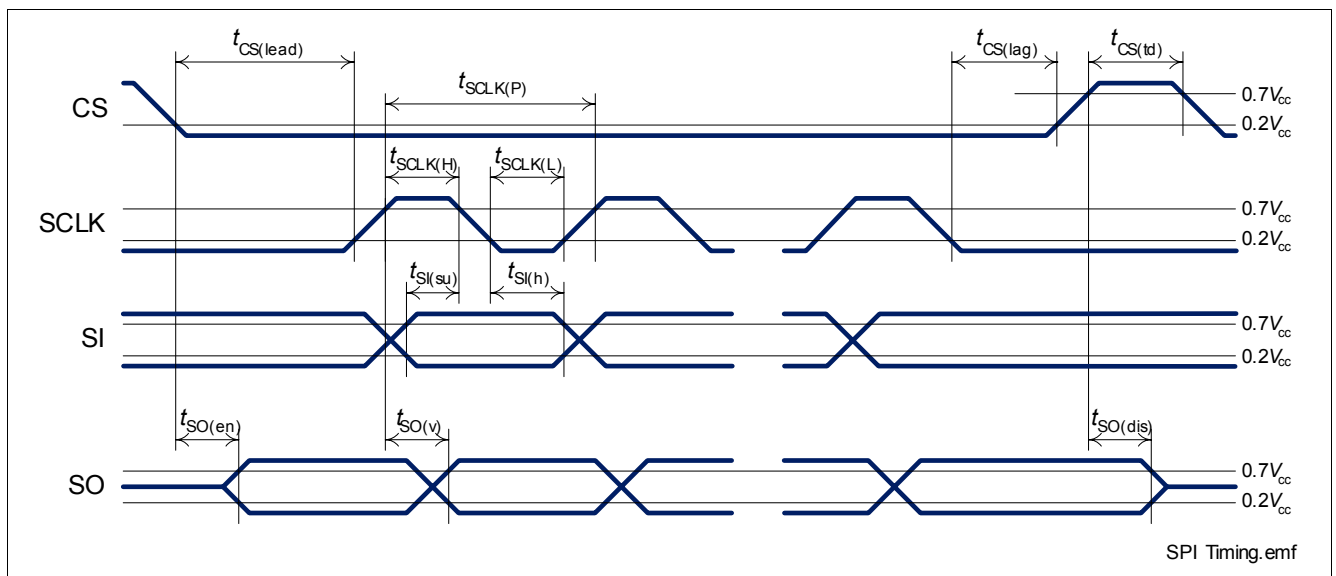 tCS(lead)
tCS(lag)
tCS(td)
tSCLK(P)
CS
0.7Vcc
0.2Vcc
tSCLK(H)
tSCLK(L)
SCLK
0.7Vcc
0.2Vcc
tSI(su)
tSI(h)
SI
0.7Vcc
0.2Vcc
tSO(en)
tSO(v)
tSO(dis)
SO
0.7Vcc
0.2Vcc
SPI Timing.emf